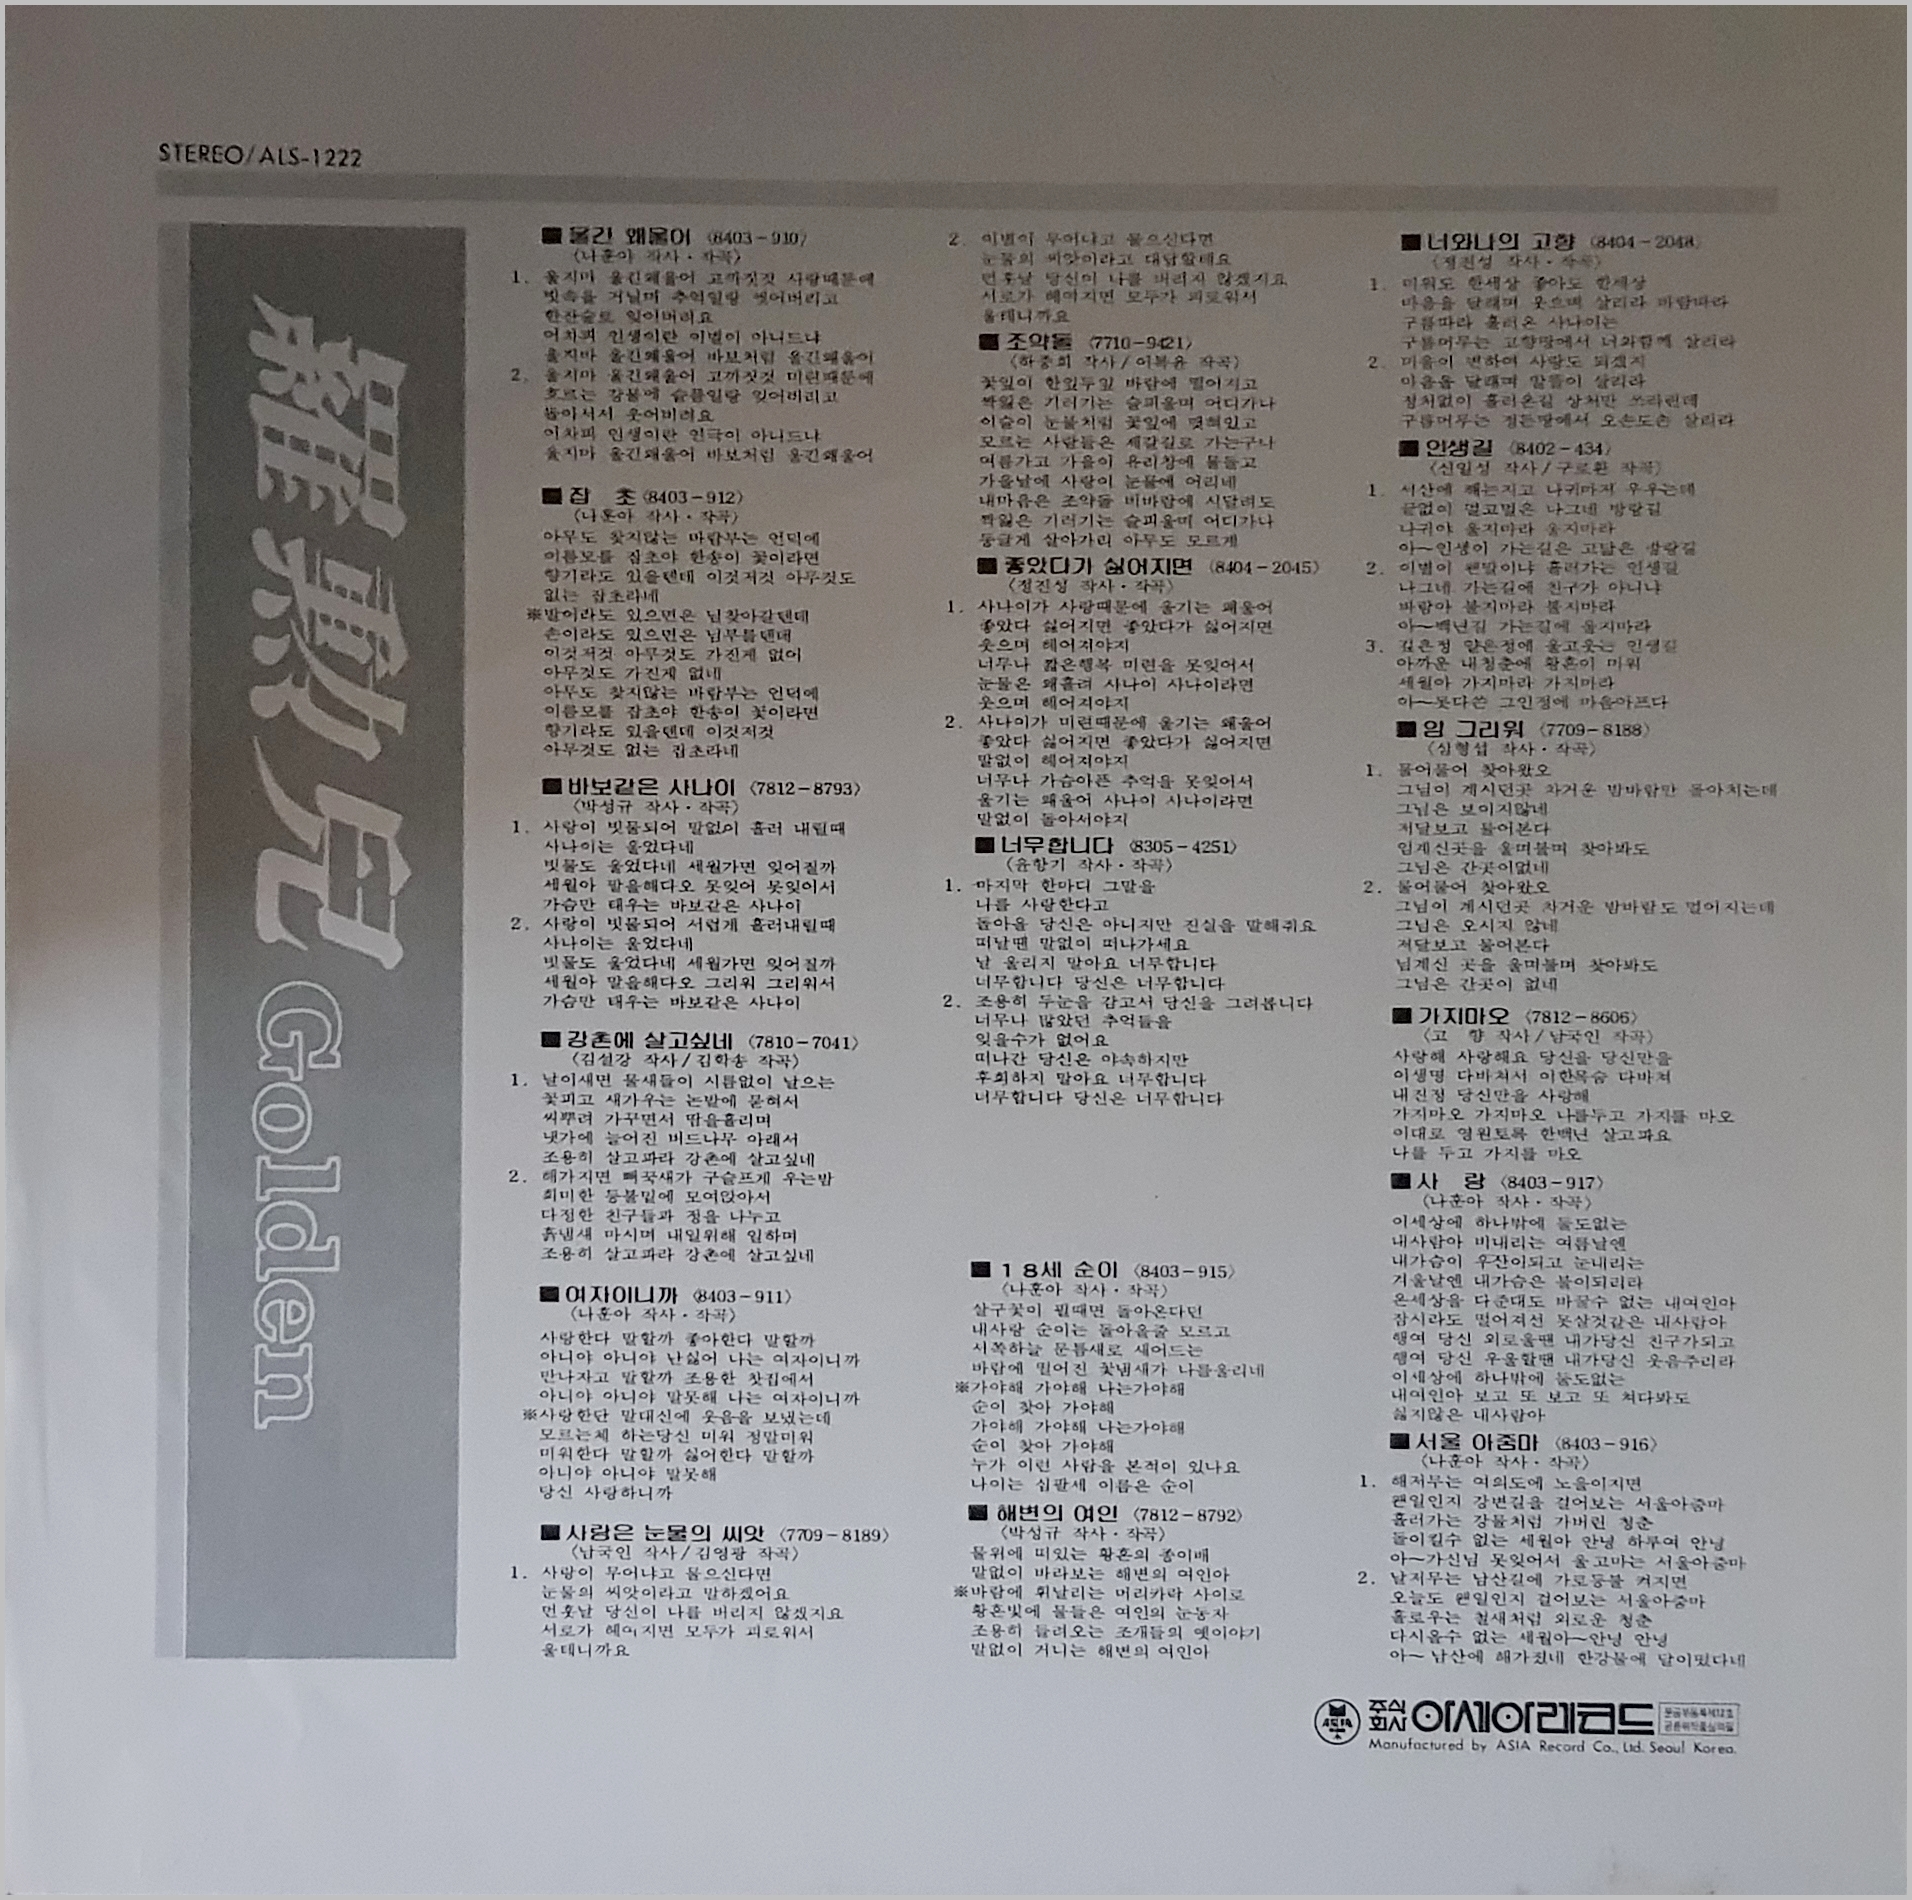 STEREO/ALS-1222
羅勲兒 Golden
■ 울긴 왜울어 〈8403-910〉
〈나훈아 작사·작곡〉
1. 울지마 울긴왜울어 고까짓것 사랑때문에
빗속을 거닐며 추억일랑 씻어버리고
한잔술로 잊어버려요
어차피 인생이란 이별이 아니드냐
울지마 울긴왜울어 바보처럼 울긴왜울어
2. 울지마 울긴왜울어 고까짓것 미련때문에
흐르는 강물에 슬픔일랑 잊어버리고
돌아서서 웃어버려요
어차피 인생이란 연극이 아니드냐
울지마 울긴왜울어 바보처럼 울긴왜울어
■ 잡 초 〈8403-912〉
〈나훈아 작사·작곡〉
아무도 찾지않는 바람부는 언덕에
이름모를 잡초야 한송이 꽃이라면
향기라도 있을텐데 이것저것 아무것도
없는 잡초라네
※발이라도 있으면은 님찾아갈텐데
손이라도 있으면은 님부를텐데
이것저것 아무것도 가진게 없어
아무것도 가진게 없네
아무도 찾지않는 바람부는 언덕에
이름모를 잡초야 한송이 꽃이라면
향기라도 있을텐데 이것저것
아무것도 없는 잡초라네
■ 바보같은 사나이 〈7812-8793〉
〈박성규 작사·작곡〉
1. 사랑이 빗물되어 말없이 흘러 내릴때
사나이는 울었다네
빗물도 울었다네 세월가면 잊어질까
세월아 말을해다오 못잊어 못잊어서
가슴만 태우는 바보같은 사나이
2. 사랑이 빗물되어 서럽게 흘러내릴때
사나이는 울었다네
빗물도 울었다네 세월가면 잊어질까
세월아 말을해다오 그리워 그리워서
가슴만 태우는 바보같은 사나이
■ 강촌에 살고싶네 〈7810-7041〉
〈김설강 작사/김학송 작곡〉
1. 날이새면 물새들이 시름없이 날으는
꽃피고 새가우는 논밭에 묻혀서
씨뿌려 가꾸면서 땀을흘리며
냇가에 늘어진 버드나무 아래서
조용히 살고파라 강촌에 살고싶네
2. 해가지면 뻐꾹새가 구슬프게 우는밤
희미한 등불밑에 모여앉아서
다정한 친구들과 정을 나누고
흙냄새 마시며 내일위해 일하며
조용히 살고파라 강촌에 살고싶네
■ 여자이니까 〈8403-911〉
〈나훈아 작사·작곡〉
사랑한다 말할까 좋아한다 말할까
아니야 아니야 난싫어 나는 여자이니까
만나자고 말할까 조용한 찻집에서
아니야 아니야 말못해 나는 여자이니까
※사랑한단 말대신에 웃음을 보냈는데
모르는체 하는당신 미워 정말미워
미워한다 말할까 싫어한다 말할까
아니야 아니야 말못해
당신 사랑하니까
■ 사랑은 눈물의 씨앗 〈7709-8189〉
〈남국인 작사/김영광 작곡〉
1. 사랑이 무어냐고 물으신다면
눈물의 씨앗이라고 말하겠어요
먼훗날 당신이 나를 버리지 않겠지요
서로가 헤어지면 모두가 괴로워서
울테니까요
2. 이별이 무어냐고 물으신다면
눈물의 씨앗이라고 대답할테요
먼훗날 당신이 나를 버리지 않겠지요
서로가 헤여지면 모두가 괴로워서
울테니까요
■ 조약돌 〈7710-9421〉
〈하중희 작사/이복윤 작곡〉
꽃잎이 한잎두잎 바람에 떨어지고
짝잃은 기러기는 슬피울며 어디가나
이슬이 눈물처럼 꽃잎에 맺혀있고
모르는 사람들은 제갈길로 가는구나
여름가고 가을이 유리창에 물들고
가을날에 사랑이 눈물에 어리네
내마음은 조약돌 비바람에 시달려도
짝잃은 기러기는 슬피울며 어디가나
둥글게 살아가리 아무도 모르게
■ 좋았다가 싫어지면 〈8404-2045〉
〈정진성 작사·작곡〉
1. 사나이가 사랑때문에 울기는 왜울어
좋았다 싫어지면 좋았다가 싫어지면
웃으며 헤어져야지
너무나 짧은행복 미련을 못잊어서
눈물은 왜흘려 사나이 사나이라면
웃으며 헤어져야지
2. 사나이가 미련때문에 울기는 왜울어
좋았다 싫어지면 좋았다가 싫어지면
말없이 헤어져야지
너무나 가슴아픈 추억을 못잊어서
울기는 왜울어 사나이 사나이라면
말없이 돌아서야지
■ 너무합니다 〈8305-4251〉
〈윤항기 작사·작곡〉
1. 마지막 한마디 그말을
나를 사랑한다고
돌아올 당신은 아니지만 진실을 말해줘요
떠날땐 말없이 떠나가세요
날 울리지 말아요 너무합니다
너무합니다 당신은 너무합니다
2. 조용히 두눈을 감고서 당신을 그려봅니다
너무나 많았던 추억들을
잊을수가 없어요
떠나간 당신은 야속하지만
후회하지 말아요 너무합니다
너무합니다 당신은 너무합니다
■ 18세 순이 〈8403-915〉
〈나훈아 작사·작곡〉
살구꽃이 필때면 돌아온다던
내사랑 순이는 돌아올줄 모르고
서쪽하늘 문틈새로 새어드는
바람에 떨어진 꽃냄새가 나를울리네
※가야해 가야해 나는가야해
순이 찾아 가야해
가야해 가야해 나는가야해
순이 찾아 가야해
누가 이런 사람을 본적이 있나요
나이는 십팔세 이름은 순이
■ 해변의 여인 〈7812-8792〉
〈박성규 작사·작곡〉
물위에 떠있는 황혼의 종이배
말없이 바라보는 해변의 여인아
※바람에 휘날리는 머리카락 사이로
황혼빛에 물들은 여인의 눈동자
조용히 들려오는 조개들의 옛이야기
말없이 거니는 해변의 여인아
■ 너와나의 고향 〈8404-2048〉
〈정진성 작사·작곡〉
1. 미워도 한세상 좋아도 한세상
마음을 달래며 웃으며 살리라 바람따라
구름따라 흘러온 사나이는
구름머무는 고향땅에서 너와함께 살리라
2. 미움이 변하여 사랑도 되겠지
마음을 달래며 알뜰이 살리라
정처없이 흘러온길 상처만 쓰라린데
구름머무는 정든땅에서 오손도손 살리라
■ 인생길 〈8402-434〉
〈신일성 작사/구로환 작곡〉
1. 서산에 해는지고 나귀마저 우우는데
끝없이 멀고멀은 나그네 방랑길
나귀야 울지마라 울지마라
아~인생이 가는길은 고달픈 방랑길
2. 이별이 웬말이냐 흘러가는 인생길
나그네 가는길에 친구가 아니냐
바람아 불지마라 불지마라
아~백년길 가는길에 울지마라
3. 깊은정 얕은정에 울고웃는 인생길
아까운 내청춘에 황혼이 미워
세월아 가지마라 가지마라
아~못다쓴 그인정에 마음아프다
■ 임 그리워 〈7709-8188〉
〈심형섭 작사·작곡〉
1. 물어물어 찾아왔오
그님이 계시던곳 차거운 밤바람만 몰아치는데
그님은 보이지않네
저달보고 물어본다
임계신곳을 울며불며 찾아봐도
그님은 간곳이없네
2. 물어물어 찾아왔오
그님이 계시던곳 차거운 밤바람도 멀어지는데
그님은 오시지 않네
저달보고 물어본다
님계신 곳을 울며불며 찾아봐도
그님은 간곳이 없네
■ 가지마오 〈7812-8606〉
〈고 향 작사/남국인 작곡〉
사랑해 사랑해요 당신을 당신만을
이생명 다바쳐서 이한목숨 다바쳐
내진정 당신만을 사랑해
가지마오 가지마오 나를두고 가지를 마오
이대로 영원토록 한백년 살고파요
나를 두고 가지를 마오
■ 사 랑 〈8403-917〉
〈나훈아 작사·작곡〉
이세상에 하나밖에 둘도없는
내사랑아 비내리는 여름날엔
내가슴이 우산이되고 눈내리는
겨울날엔 내가슴은 불이되리라
온세상을 다준대도 바꿀수 없는 내여인아
잠시라도 떨어져선 못살것같은 내사랑아
행여 당신 외로울땐 내가당신 친구가되고
행여 당신 우울할땐 내가당신 웃음주리라
이세상에 하나밖에 둘도없는
내여인아 보고 또 보고 또 쳐다봐도
싫지않은 내사랑아
■ 서울 아줌마 〈8403-916〉
〈나훈아 작사·작곡〉
1. 해저무는 여의도에 노을이지면
웬일인지 강변길을 걸어보는 서울아줌마
흘러가는 강물처럼 가버린 청춘
돌이킬수 없는 세월아 안녕 하루여 안녕
아~가신님 못잊어서 울고마는 서울아줌마
2. 날저무는 남산길에 가로등불 켜지면
오늘도 웬일인지 걸어보는 서울아줌마
홀로우는 철새처럼 외로운 청춘
다시올수 없는 세월아~안녕 안녕
아~ 남산에 해가졌네 한강물에 달이떴다네
ASIA 주식회사 아세아레코드
Manufactured by ASIA Record Co., Ltd. Seoul Korea.